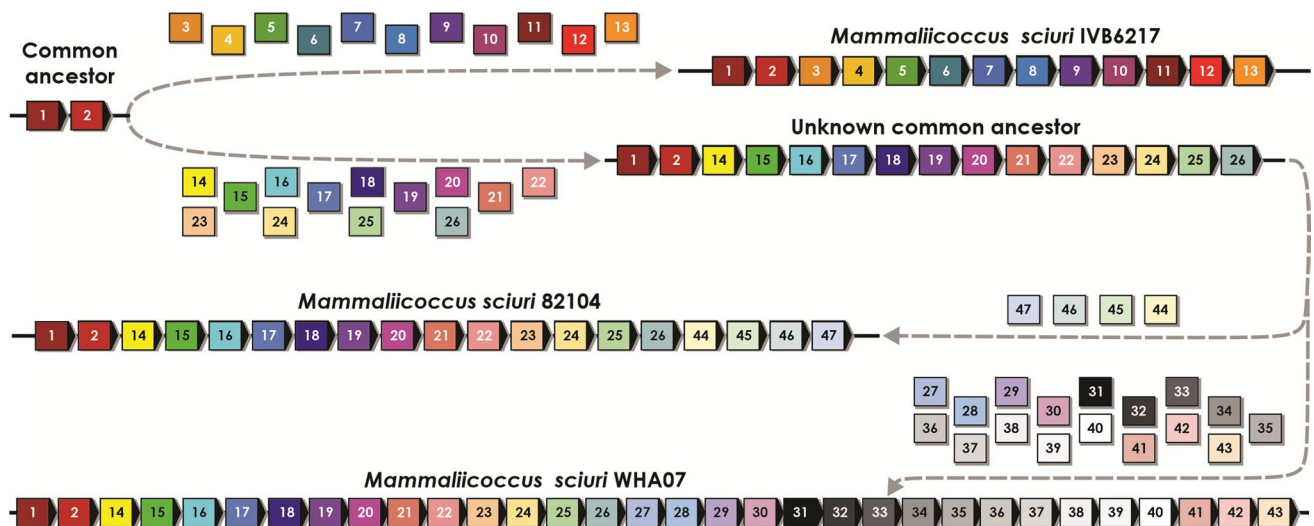 3 4 5 6 7 8 9 10 11 12 13
Common
ancestor
Mammaliicoccus sciuri IVB6217
1 2 3 4 5 6 7 8 9 10 11 12 13
1 2
Unknown common ancestor
1 2 14 15 16 17 18 19 20 21 22 23 24 25 26
14 15 16 17 18 19 20 21 22
23 24 25 26
Mammaliicoccus sciuri 82104
47 46 45 44
1 2 14 15 16 17 18 19 20 21 22 23 24 25 26 44 45 46 47
27 28 29 30 31 32 33 34 35
36 37 38 39 40 41 42 43
Mammaliicoccus sciuri WHA07
1 2 14 15 16 17 18 19 20 21 22 23 24 25 26 27 28 29 30 31 32 33 34 35 36 37 38 39 40 41 42 43